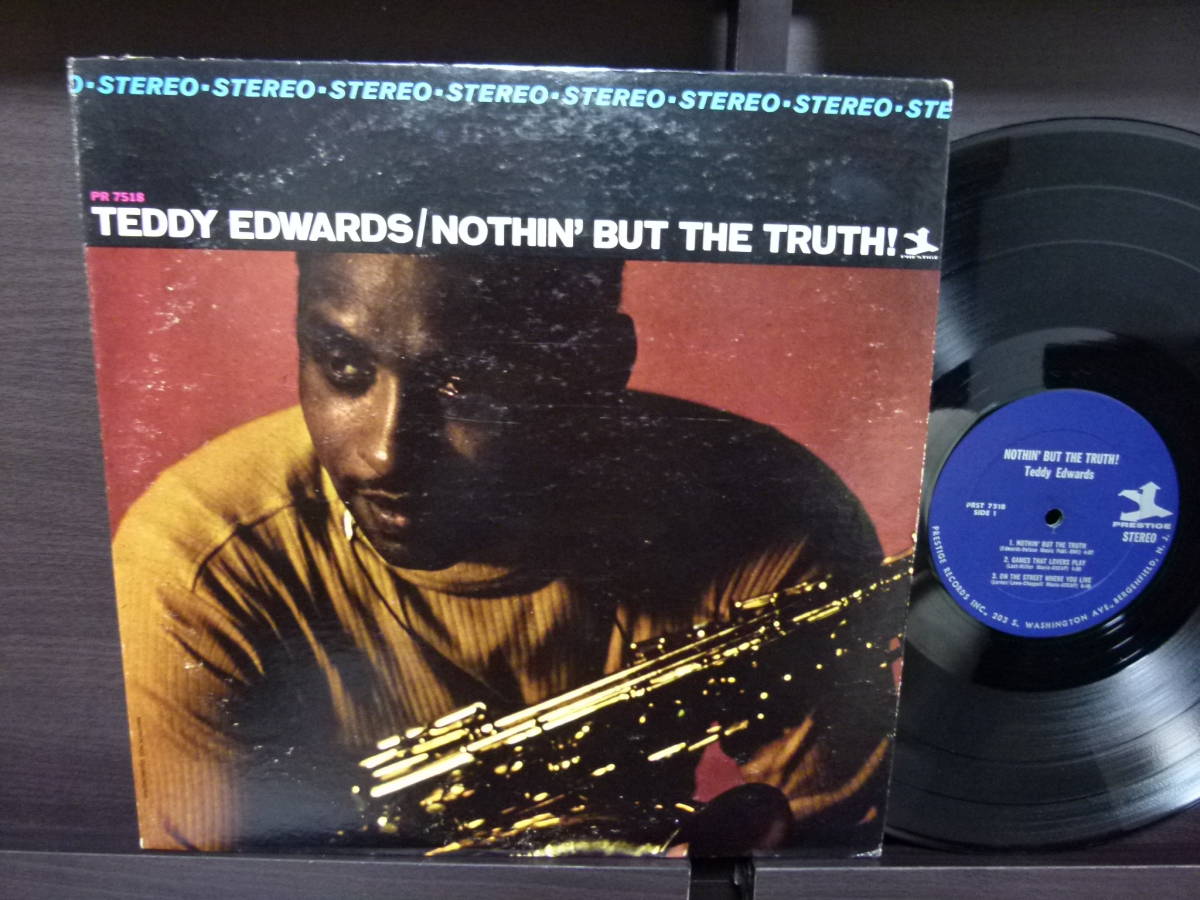 O·STEREO·STEREO·STEREO·STEREO·STEREO·STEREO·STEREO·STE
PR 7518
TEDDY EDWARDS/NOTHIN' BUT THE TRUTH!
PRESTIGE
NOTHIN' BUT THE TRUTH!
Teddy Edwards
PRST 7518
SIDE 1
PRESTIGE
STEREO
1. NOTHIN' BUT THE TRUTH
2. GAMES THAT LOVERS PLAY
3. ON THE STREET WHERE YOU LIVE
PRESTIGE RECORDS INC., 203 S. WASHINGTON AVE., BERGENFIELD, N. J.